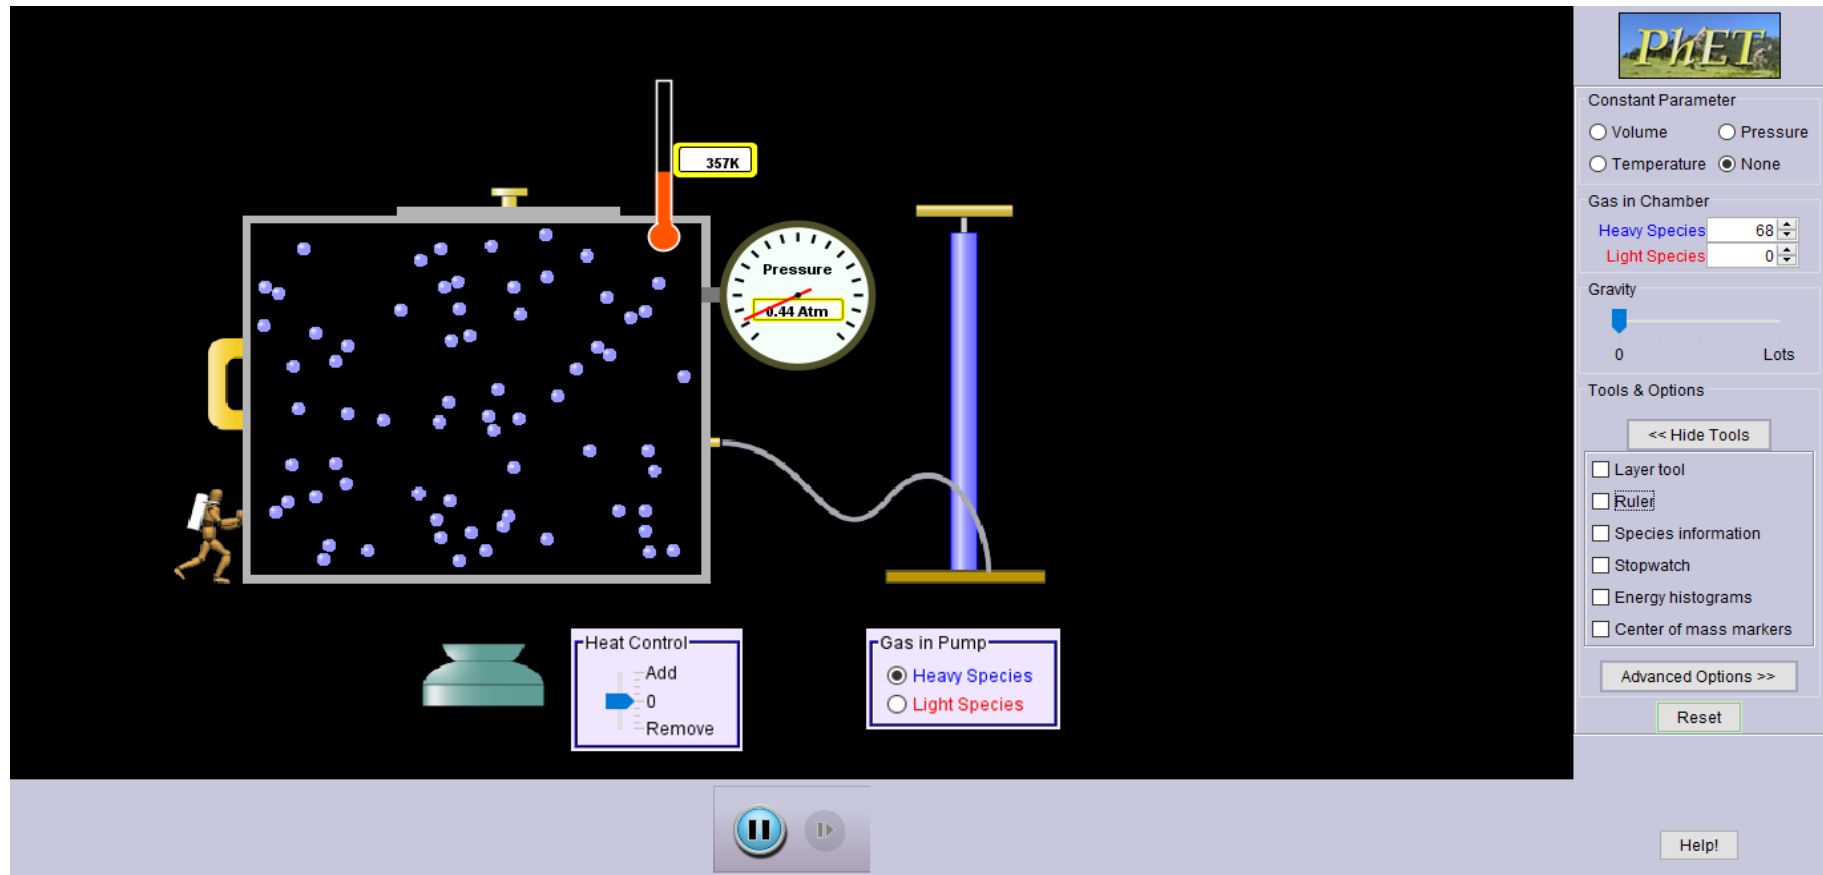 PhET
Constant Parameter
Volume Pressure
Temperature None
Gas in Chamber
Heavy Species 68
Light Species 0
Gravity
0 Lots
Tools & Options
<< Hide Tools
Layer tool
Ruler
Species information
Stopwatch
Energy histograms
Center of mass markers
Advanced Options >>
Reset
Help!
357K
Pressure
0.44 Atm
Heat Control
Add
0
Remove
Gas in Pump
Heavy Species
Light Species